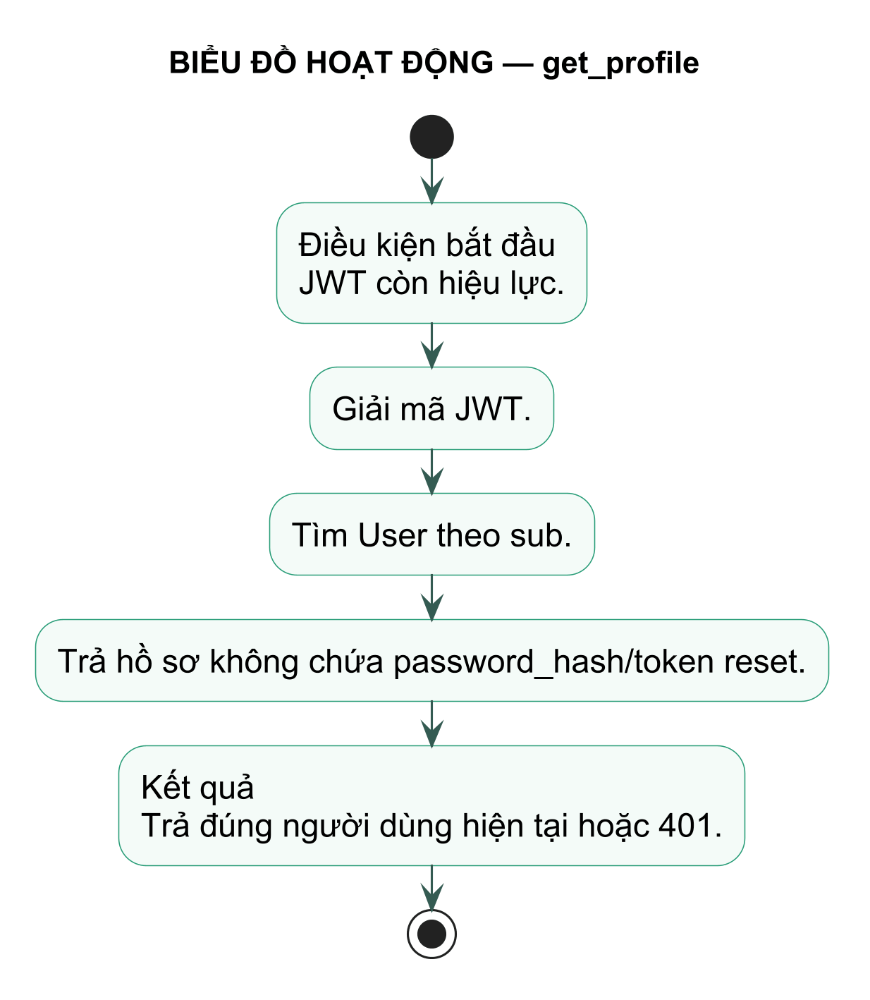 BIỂU ĐỒ HOẠT ĐỘNG — get_profile
Điều kiện bắt đầu
JWT còn hiệu lực.
Giải mã JWT.
Tìm User theo sub.
Trả hồ sơ không chứa password_hash/token reset.
Kết quả
Trả đúng người dùng hiện tại hoặc 401.